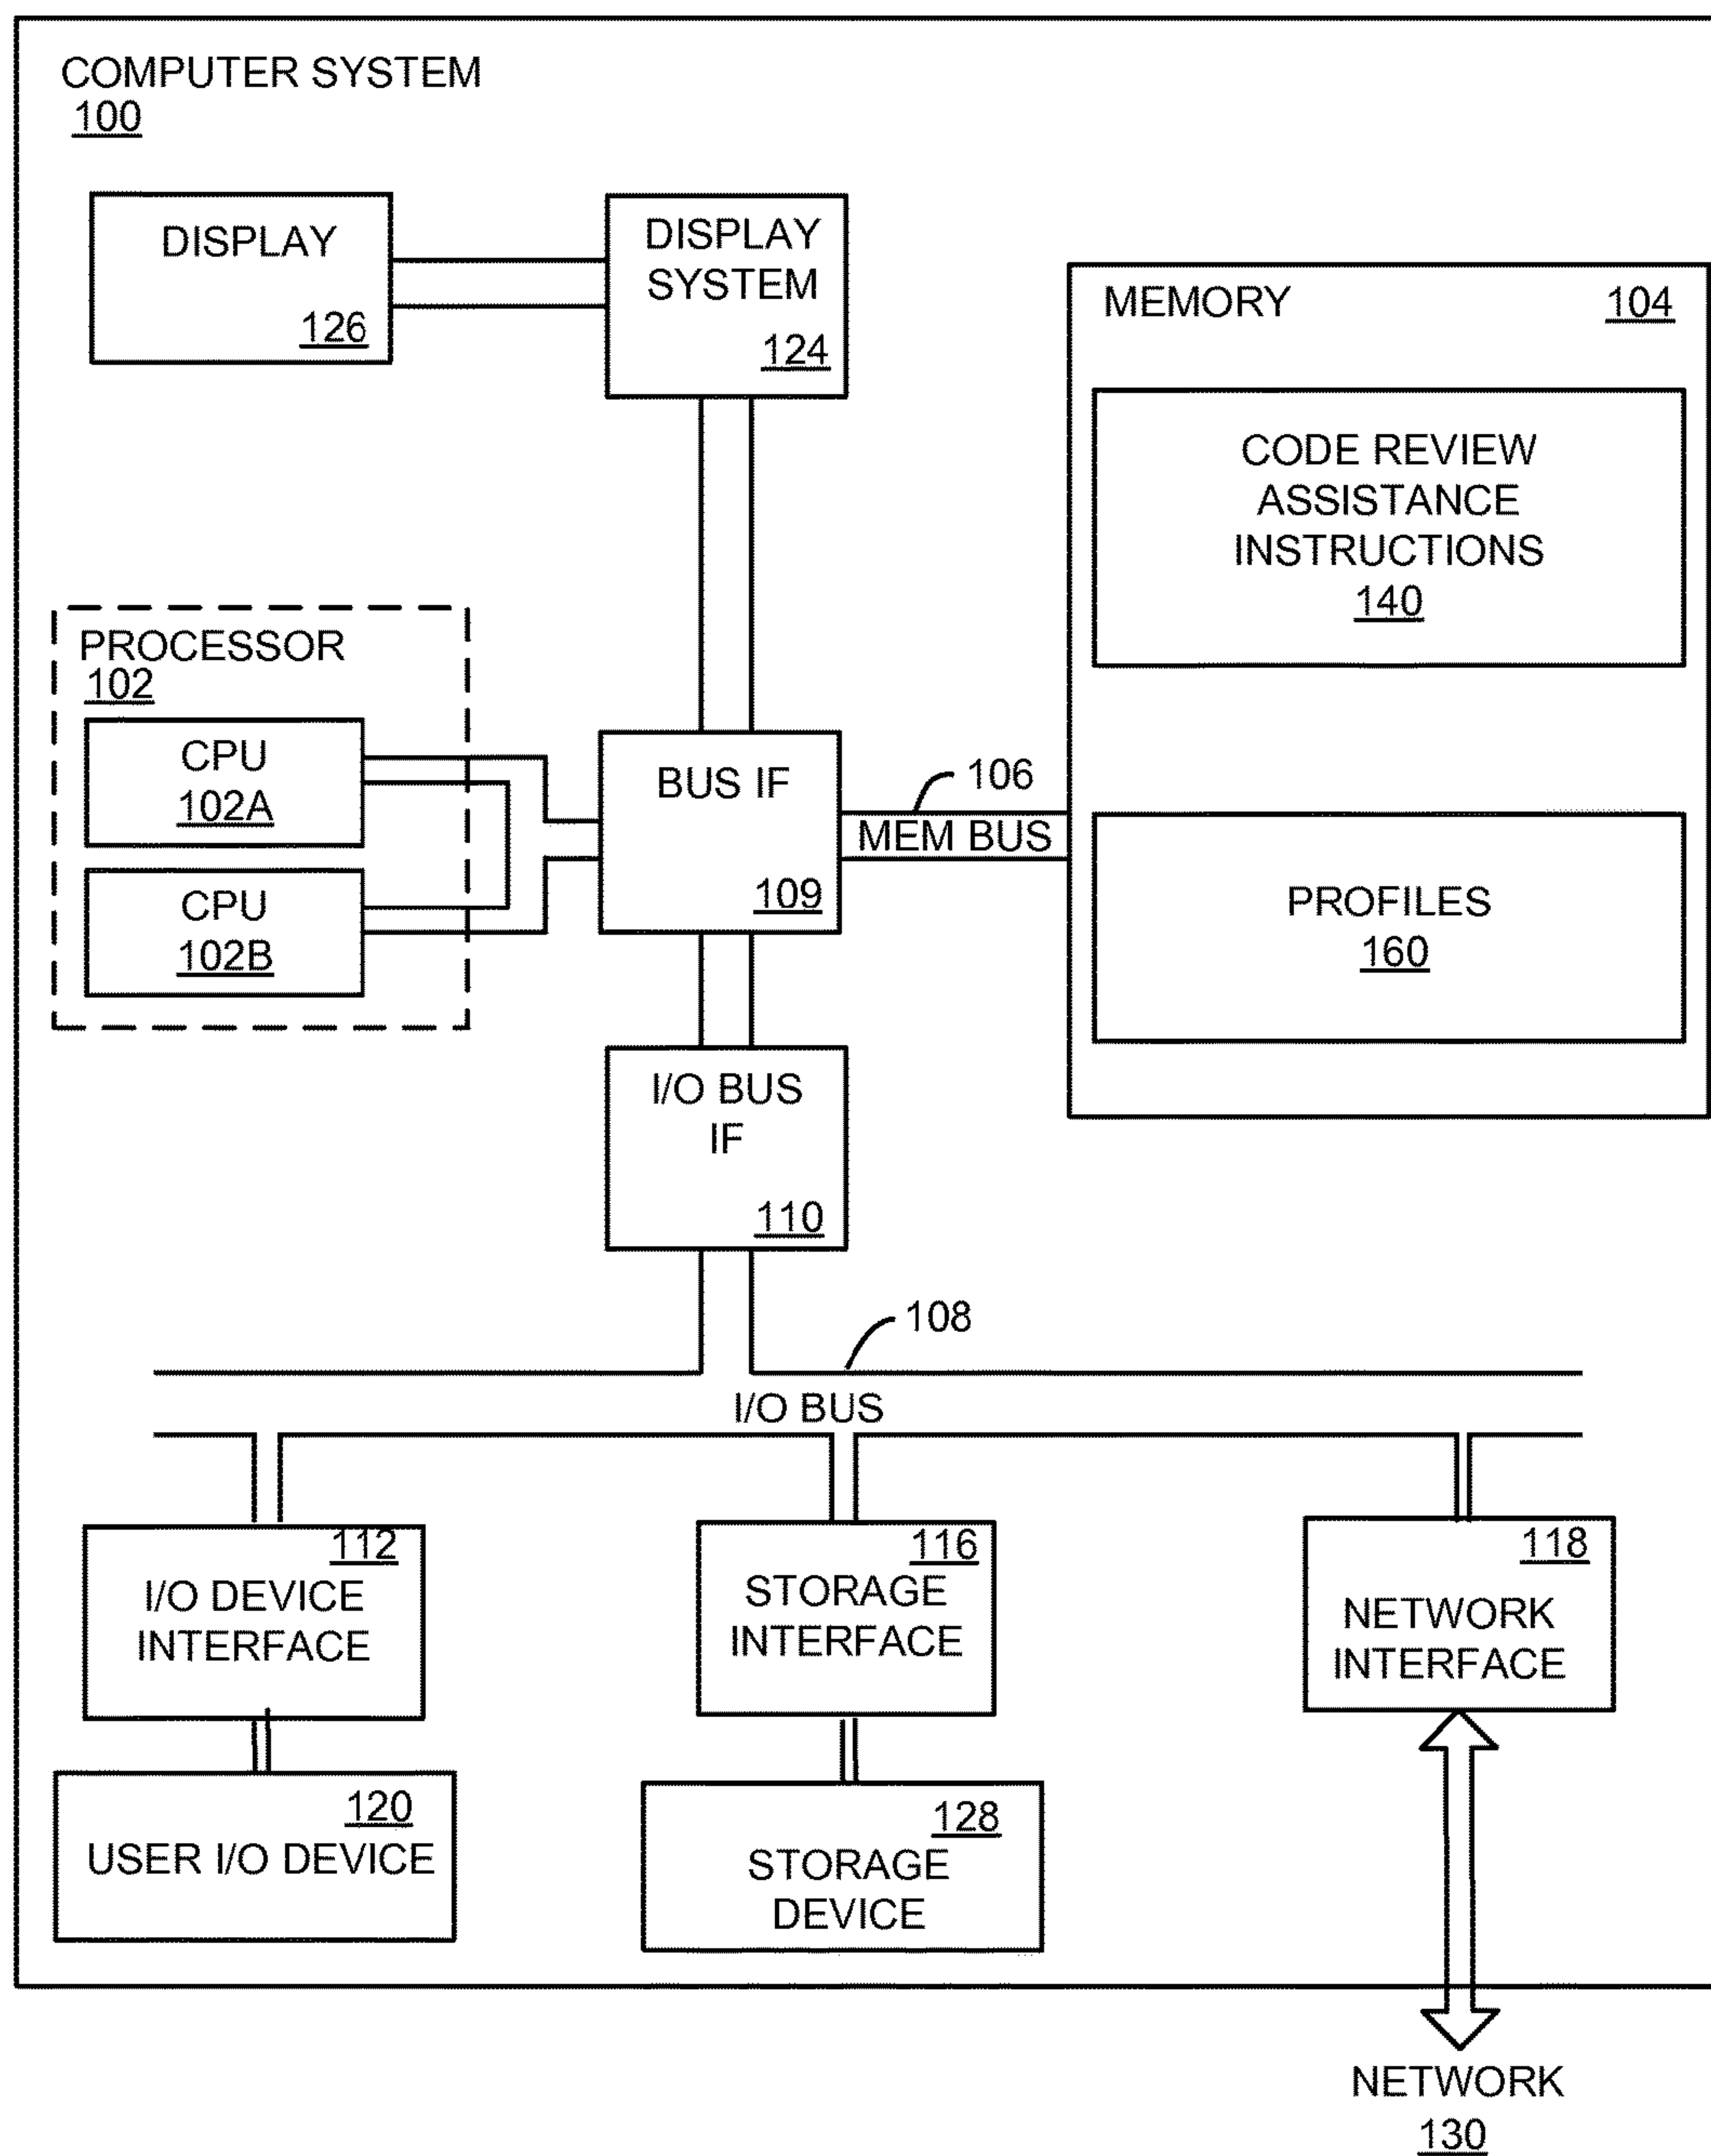 COMPUTER SYSTEM
100
DISPLAY
126
DISPLAY
SYSTEM
124
MEMORY 104
CODE REVIEW
ASSISTANCE
INSTRUCTIONS
140
PROCESSOR
102
CPU
102A
CPU
102B
BUS IF
109
106
MEM BUS
PROFILES
160
I/O BUS
IF
110
108
I/O BUS
112
I/O DEVICE
INTERFACE
116
STORAGE
INTERFACE
118
NETWORK
INTERFACE
120
USER I/O DEVICE
128
STORAGE
DEVICE
NETWORK
130